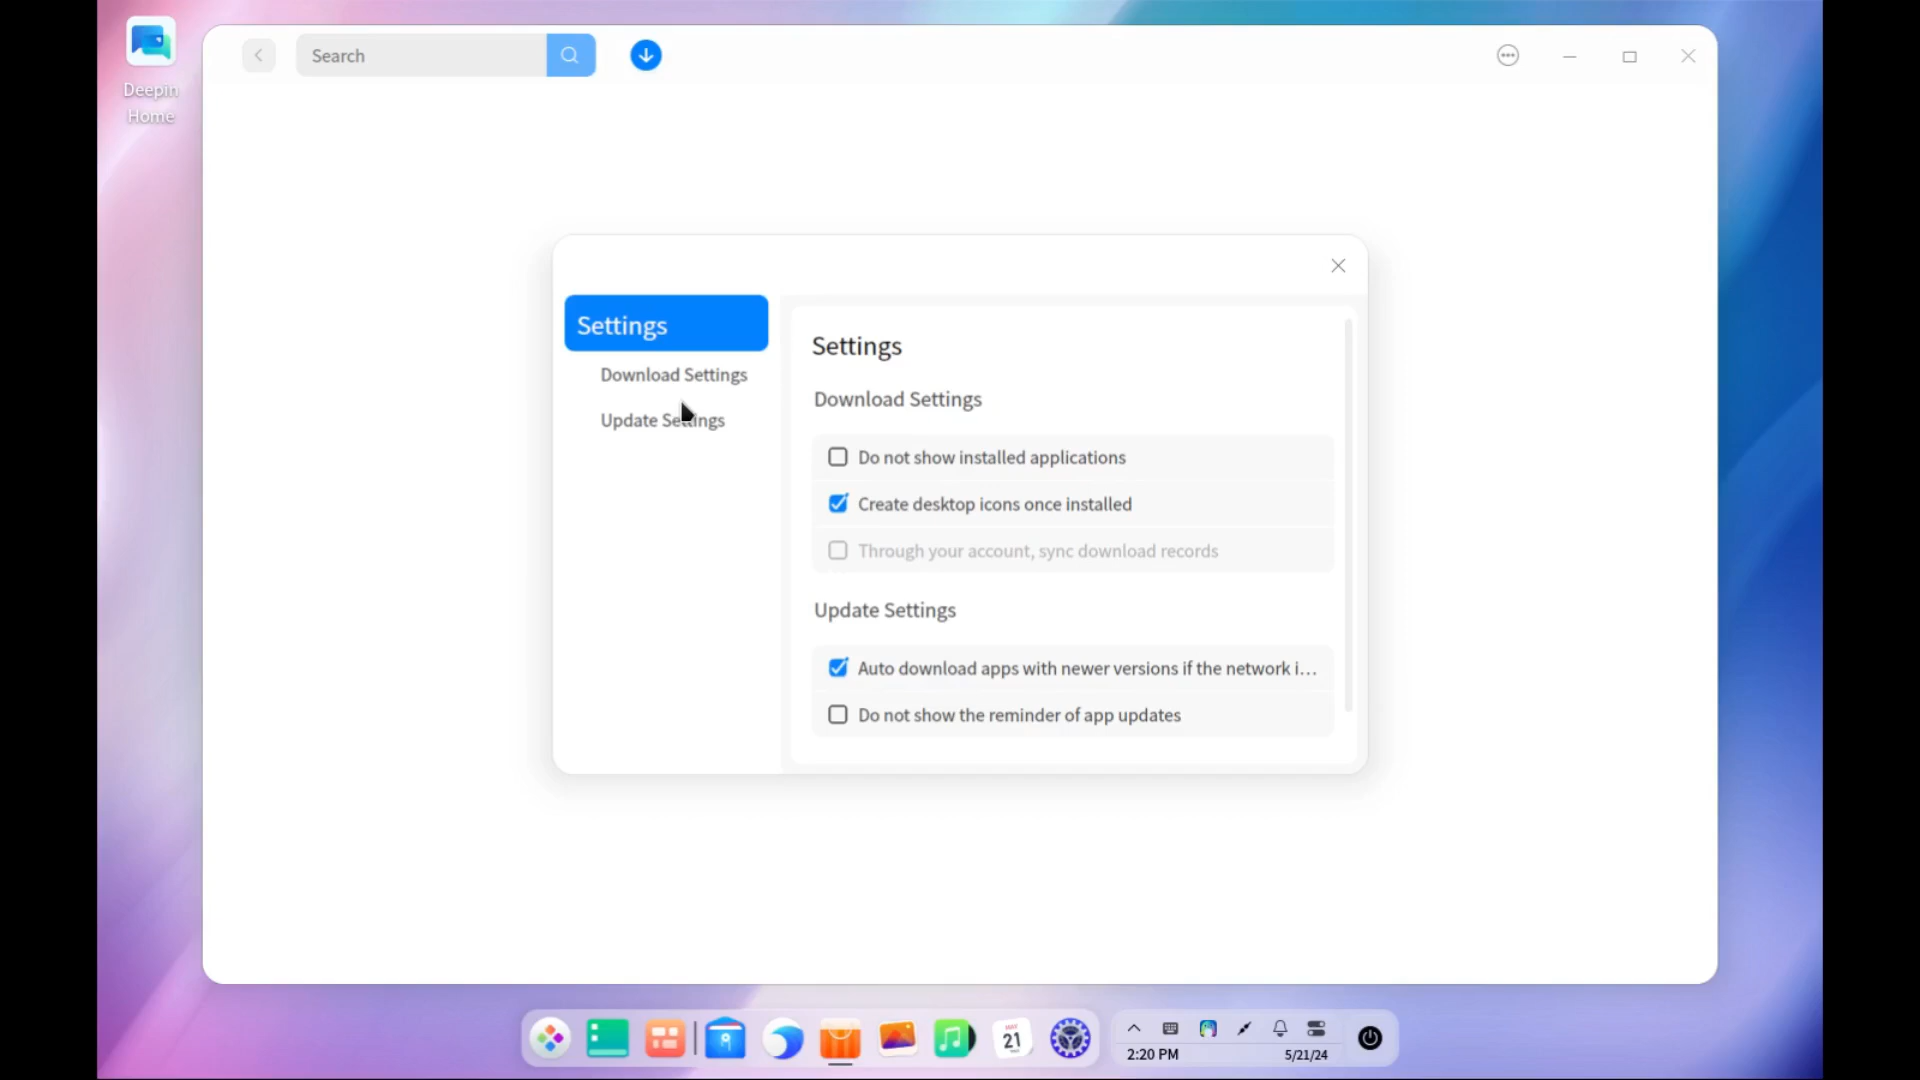 Deepin
Home
Search
Settings
Download Settings
Update Settings
Settings
Download Settings
Do not show installed applications
Create desktop icons once installed
Through your account, sync download records
Update Settings
Auto download apps with newer versions if the network i...
Do not show the reminder of app updates
MAY
21
2:20 PM
5/21/24